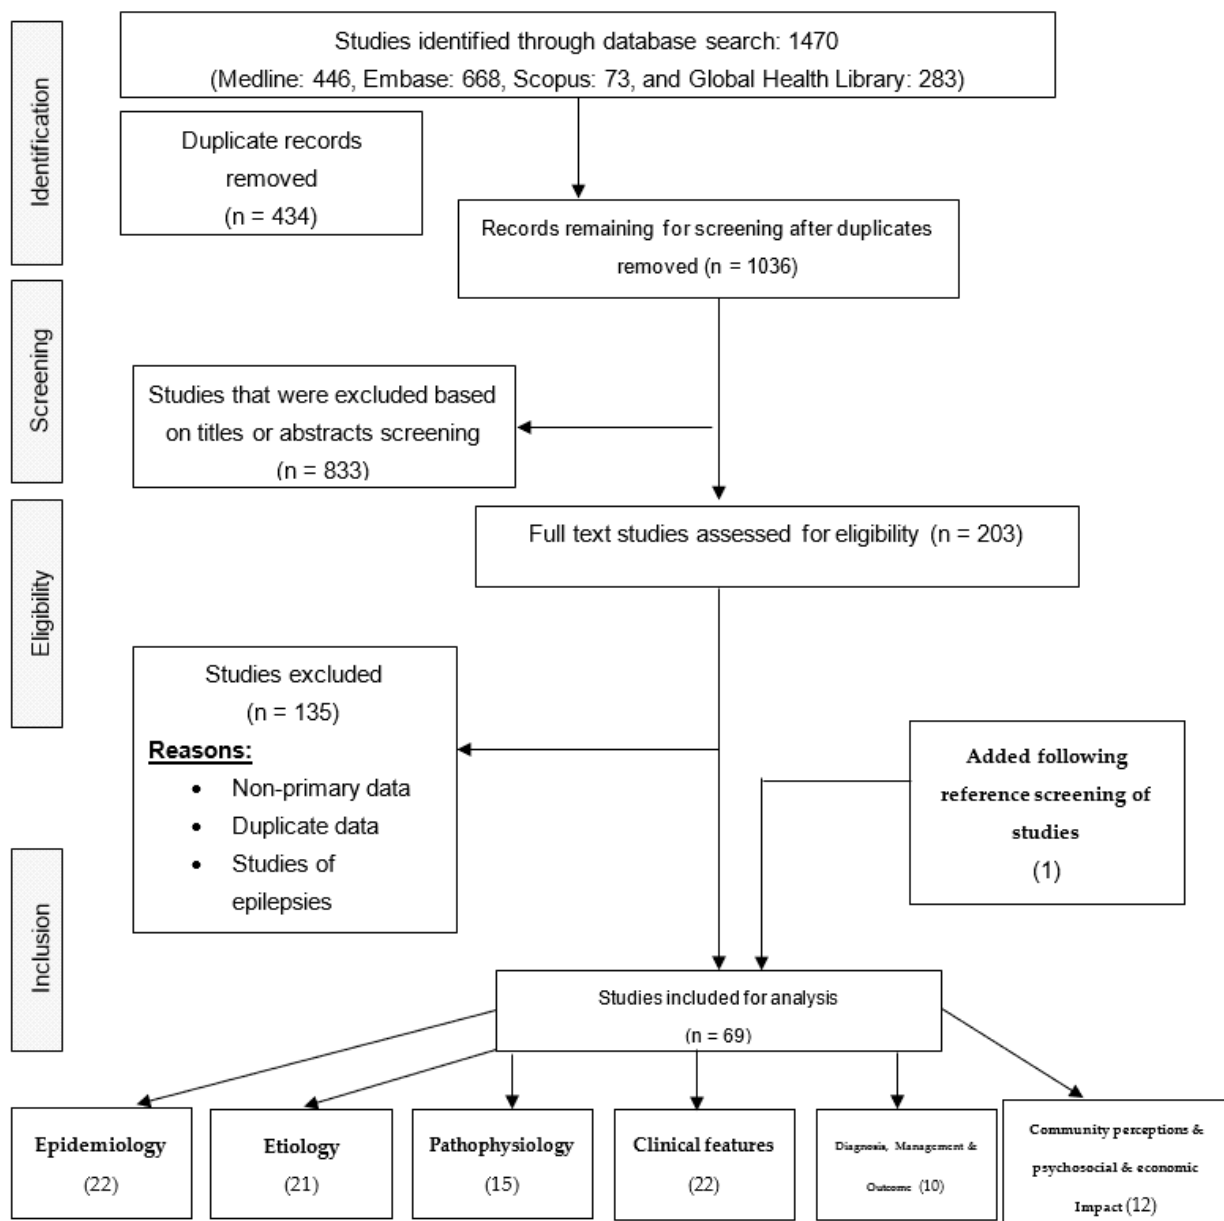 Identification
Studies identified through database search: 1470
(Medline: 446, Embase: 668, Scopus: 73, and Global Health Library: 283)
Duplicate records
removed
(n = 434)
Records remaining for screening after duplicates
removed (n = 1036)
Screening
Studies that were excluded based
on titles or abstracts screening
(n = 833)
Eligibility
Full text studies assessed for eligibility (n = 203)
Studies excluded
(n = 135)
Reasons:
• Non-primary data
• Duplicate data
• Studies of
epilepsies
Added following
reference screening of
studies
(1)
Inclusion
Studies included for analysis
(n = 69)
Epidemiology
(22)
Etiology
(21)
Pathophysiology
(15)
Clinical features
(22)
Diagnosis, Management &
Outcome (10)
Community perceptions &
psychosocial & economic
Impact (12)